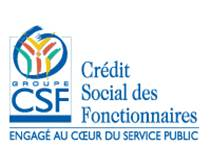 GROUPE
CSF
Crédit
Social des
Fonctionnaires
ENGAGÉ AU CŒUR DU SERVICE PUBLIC